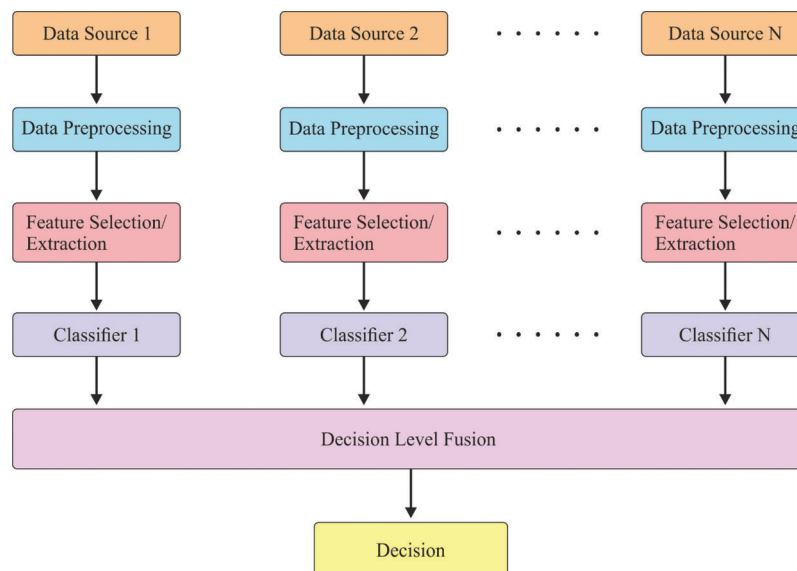 Data Source 1
Data Source 2
Data Source N
Data Preprocessing
Data Preprocessing
Data Preprocessing
Feature Selection/
Extraction
Feature Selection/
Extraction
Feature Selection/
Extraction
Classifier 1
Classifier 2
Classifier N
Decision Level Fusion
Decision